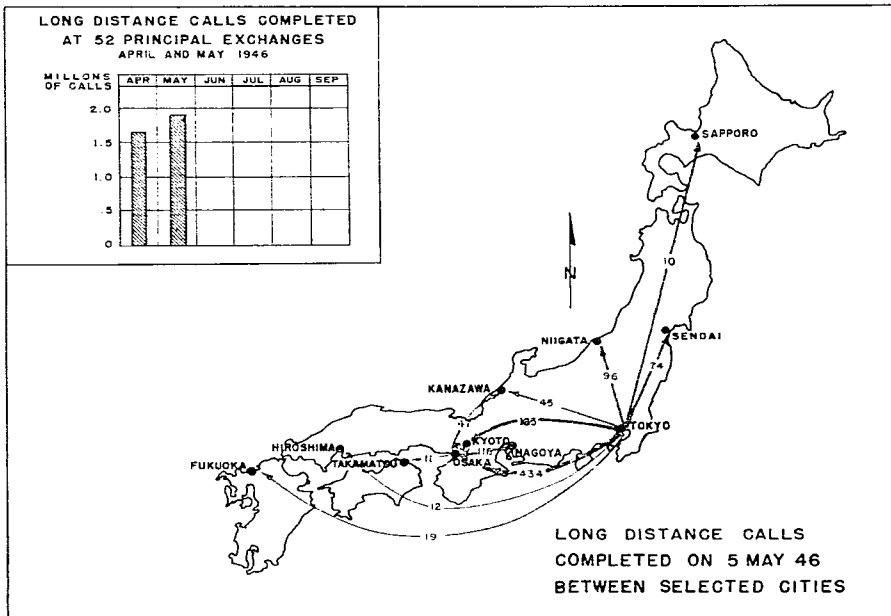 LONG DISTANCE CALLS COMPLETED
AT 52 PRINCIPAL EXCHANGES
APRIL AND MAY 1946
MILLONS
OF CALLS
APR MAY JUN JUL AUG SEP
2.0
1.5
1.0
.5
0
SAPPORO
10
N
SENDAI
NIIGATA
74
96
KANAZAWA
45
47
TOKYO
KYOTO
NAGOYA
HIROSHIMA
116
11
TAKAMATSU
OSAKA
FUKUOKA
434
12
19
LONG DISTANCE CALLS
COMPLETED ON 5 MAY 46
BETWEEN SELECTED CITIES